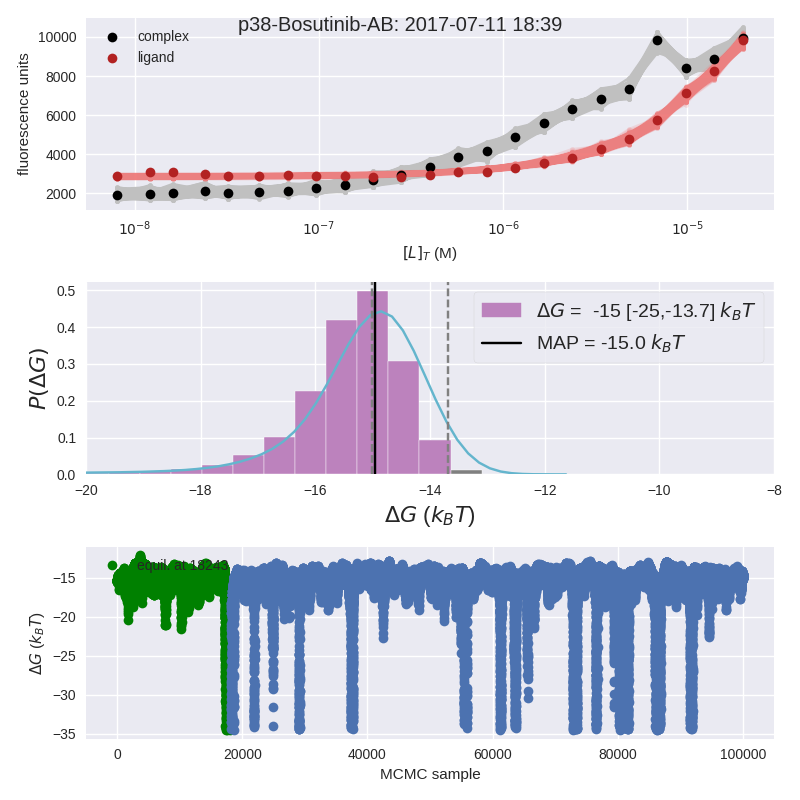 p38-Bosutinib-AB: 2017-07-11 18:39
complex
ligand
fluorescence units
10000
8000
6000
4000
2000
10⁻⁸ 10⁻⁷ 10⁻⁶ 10⁻⁵
[L]_T (M)
ΔG = -15 [-25,-13.7] k_BT
MAP = -15.0 k_BT
P(ΔG)
0.5
0.4
0.3
0.2
0.1
0.0
−20 −18 −16 −14 −12 −10 −8
ΔG (k_BT)
equil. at 18243
ΔG (k_BT)
−15
−20
−25
−30
−35
0 20000 40000 60000 80000 100000
MCMC sample